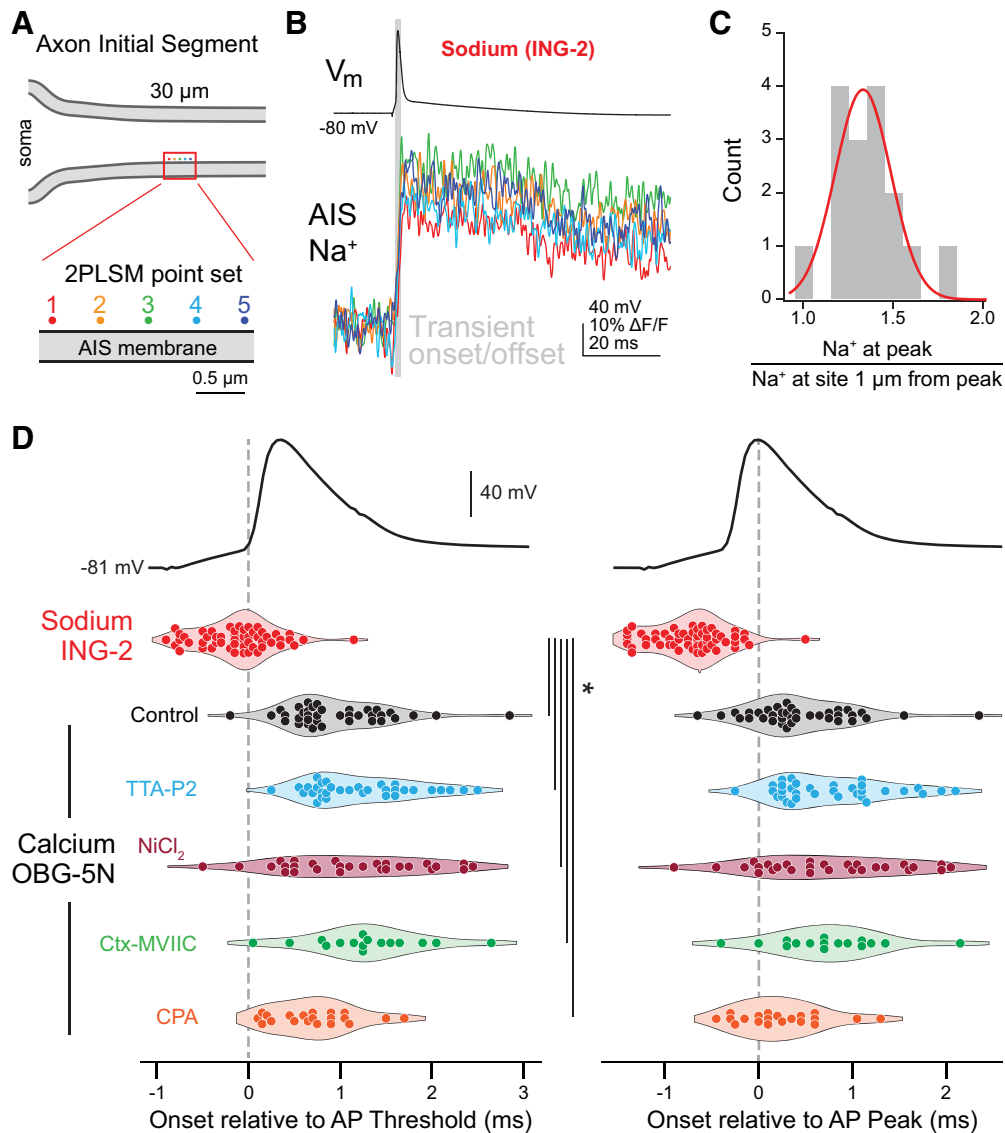 A
Axon Initial Segment
30 µm
soma
2PLSM point set
1 2 3 4 5
AIS membrane
0.5 µm
B
Sodium (ING-2)
Vm
-80 mV
AIS
Na+
Transient
onset/offset
40 mV
10% ΔF/F
20 ms
C
5
4
3
2
1
0
Count
1.0 1.5 2.0
Na+ at peak
Na+ at site 1 µm from peak
D
40 mV
-81 mV
Sodium
ING-2
*
Control
TTA-P2
Calcium
OBG-5N
NiCl2
Ctx-MVIIC
CPA
-1 0 1 2 3
Onset relative to AP Threshold (ms)
-1 0 1 2
Onset relative to AP Peak (ms)